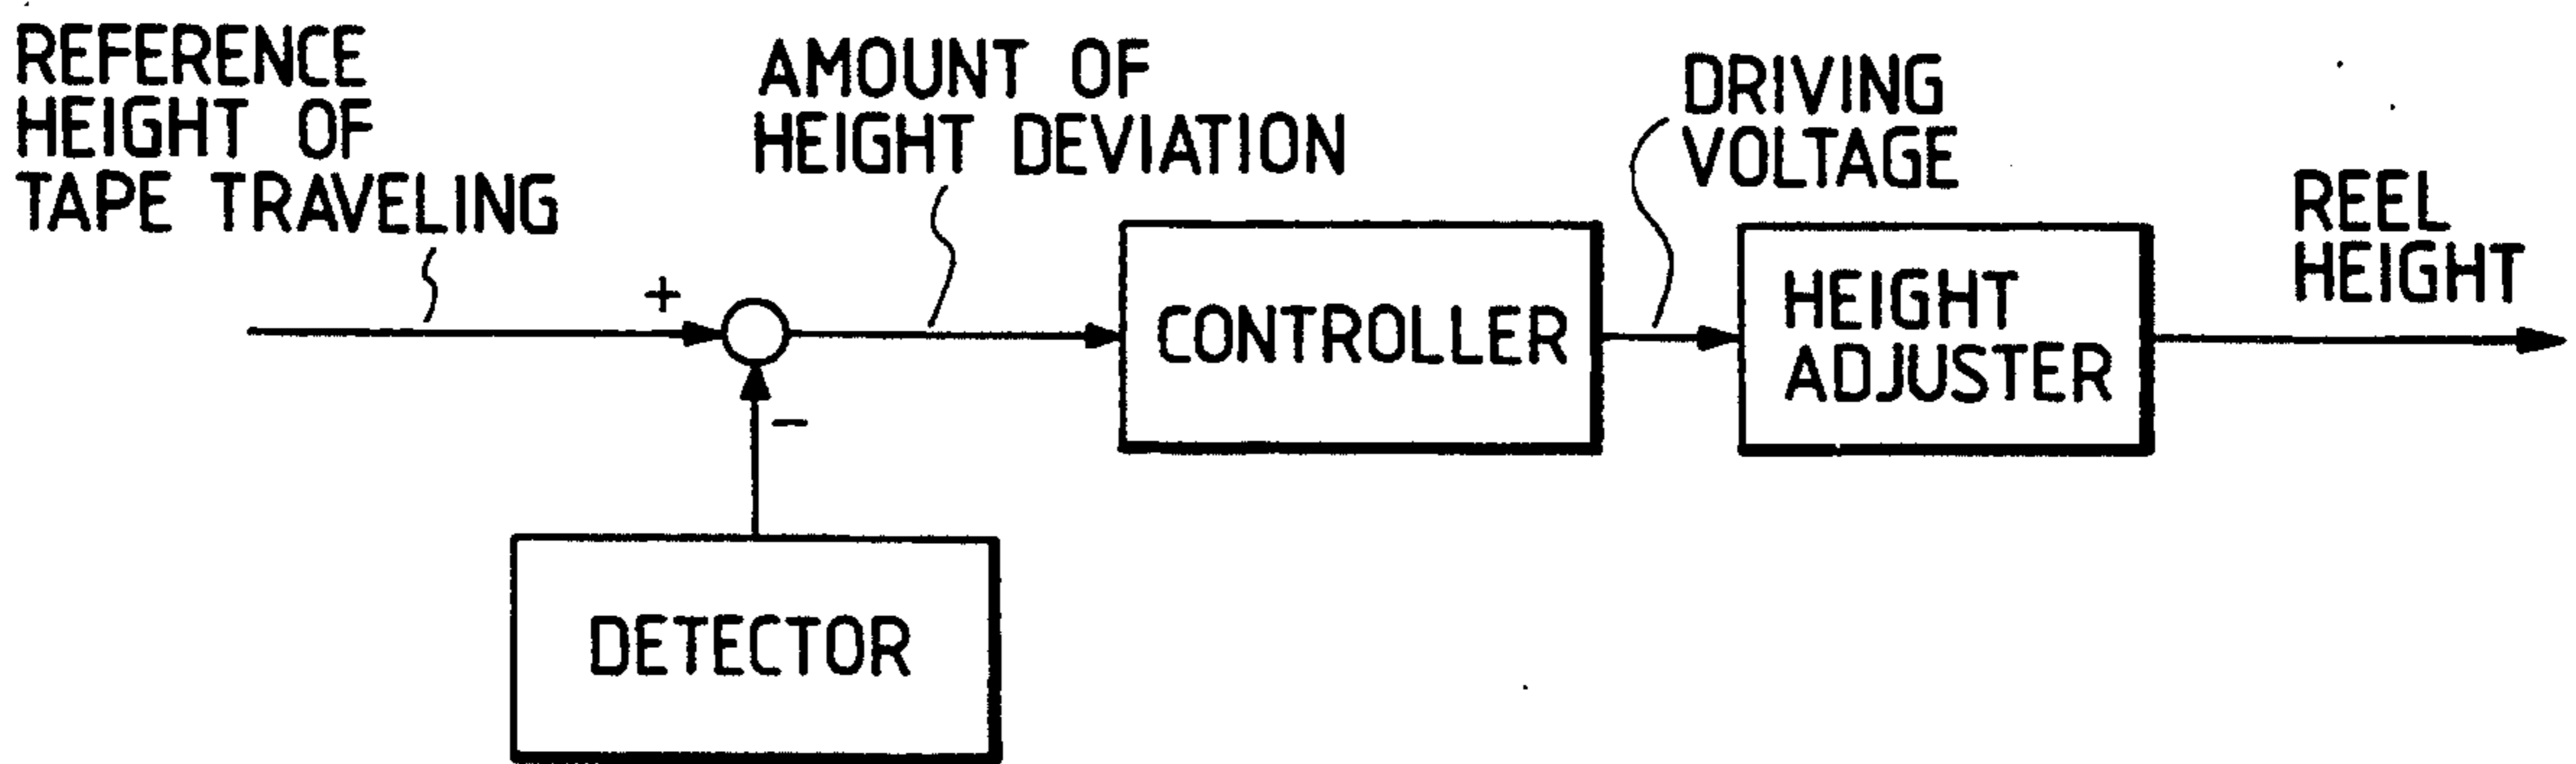 REFERENCE
HEIGHT OF
TAPE TRAVELING
AMOUNT OF
HEIGHT DEVIATION
DRIVING
VOLTAGE
REEL
HEIGHT
+
CONTROLLER
HEIGHT
ADJUSTER
−
DETECTOR